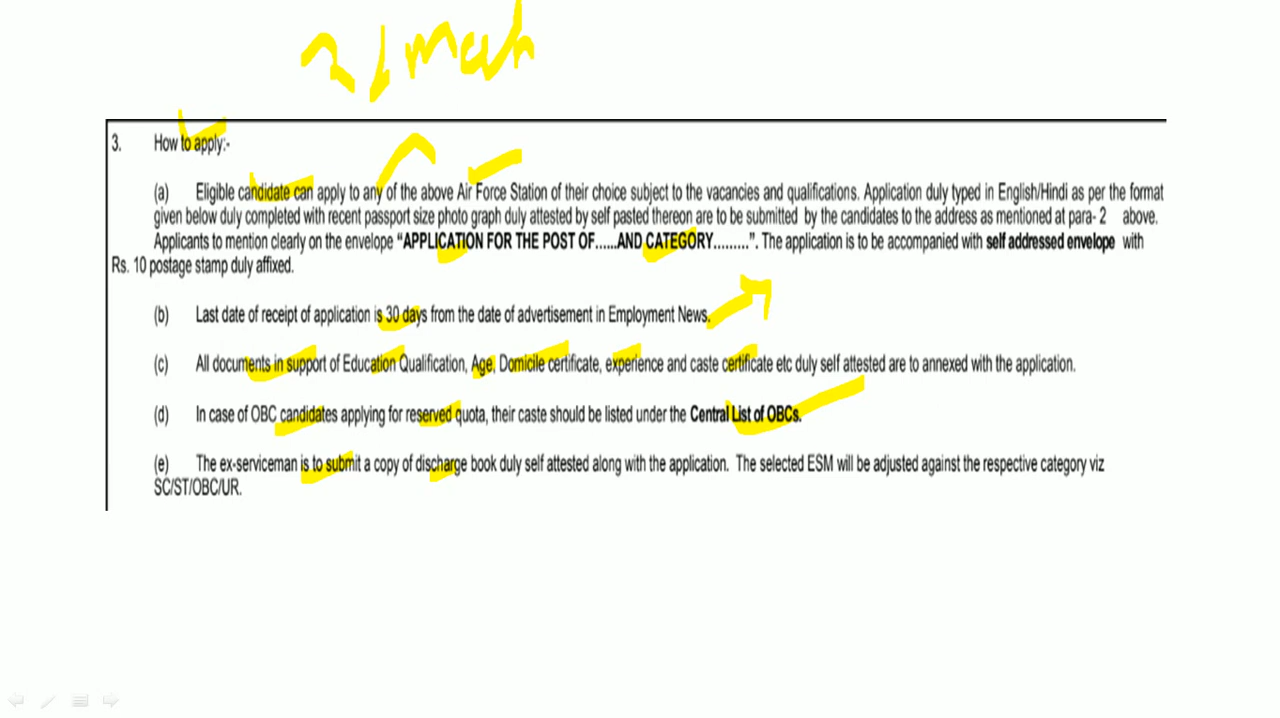 3. How to apply:-
(a) Eligible candidate can apply to any of the above Air Force Station of their choice subject to the vacancies and qualifications. Application duly typed in English/Hindi as per the format
given below duly completed with recent passport size photo graph duly attested by self pasted thereon are to be submitted by the candidates to the address as mentioned at para- 2 above.
Applicants to mention clearly on the envelope “APPLICATION FOR THE POST OF......AND CATEGORY.........”. The application is to be accompanied with self addressed envelope with
Rs. 10 postage stamp duly affixed.
(b) Last date of receipt of application is 30 days from the date of advertisement in Employment News.
(c) All documents in support of Education Qualification, Age, Domicile certificate, experience and caste certificate etc duly self attested are to annexed with the application.
(d) In case of OBC candidates applying for reserved quota, their caste should be listed under the Central List of OBCs.
(e) The ex-serviceman is to submit a copy of discharge book duly self attested along with the application. The selected ESM will be adjusted against the respective category viz
SC/ST/OBC/UR.